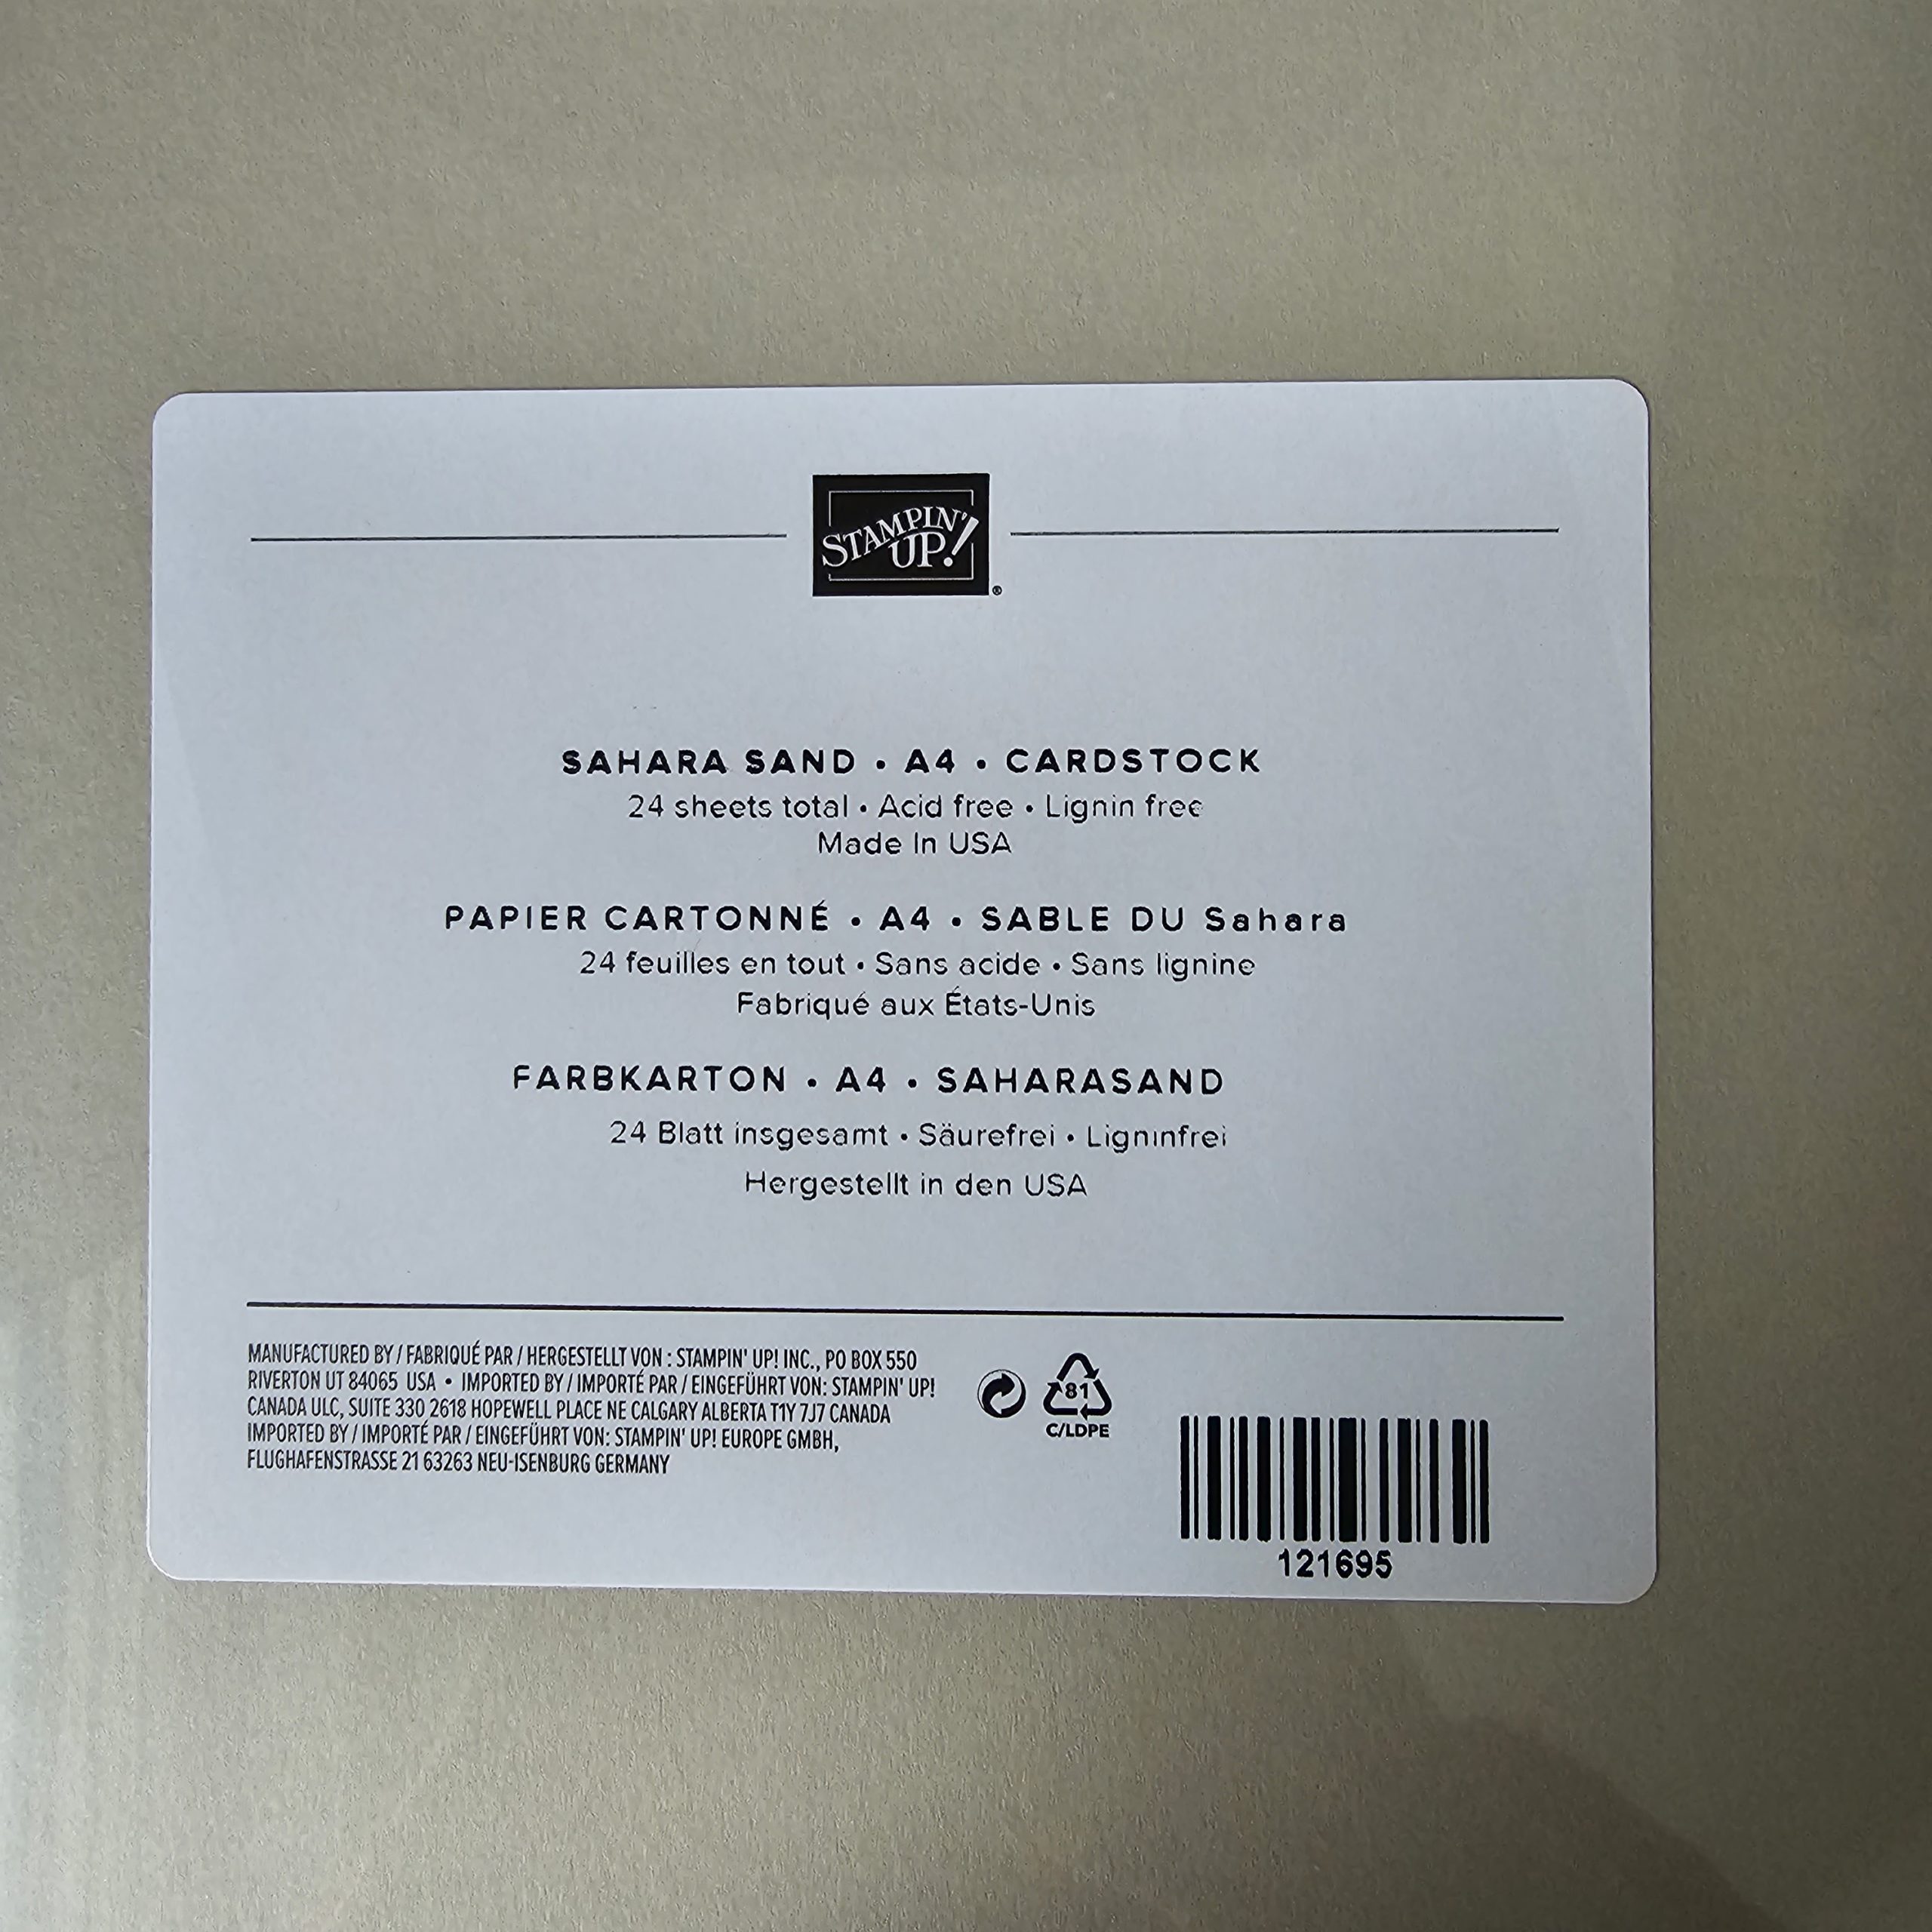 STAMPIN'
UP!
®
SAHARA SAND • A4 • CARDSTOCK
24 sheets total • Acid free • Lignin free
Made In USA
PAPIER CARTONNÉ • A4 • SABLE DU Sahara
24 feuilles en tout • Sans acide • Sans lignine
Fabriqué aux États-Unis
FARBKARTON • A4 • SAHARASAND
24 Blatt insgesamt • Säurefrei • Ligninfrei
Hergestellt in den USA
MANUFACTURED BY / FABRIQUÉ PAR / HERGESTELLT VON : STAMPIN' UP! INC., PO BOX 550
RIVERTON UT 84065 USA • IMPORTED BY / IMPORTÉ PAR / EINGEFÜHRT VON: STAMPIN' UP!
CANADA ULC, SUITE 330 2618 HOPEWELL PLACE NE CALGARY ALBERTA T1Y 7J7 CANADA
IMPORTED BY / IMPORTÉ PAR / EINGEFÜHRT VON: STAMPIN' UP! EUROPE GMBH,
FLUGHAFENSTRASSE 21 63263 NEU-ISENBURG GERMANY
81
C/LDPE
121695